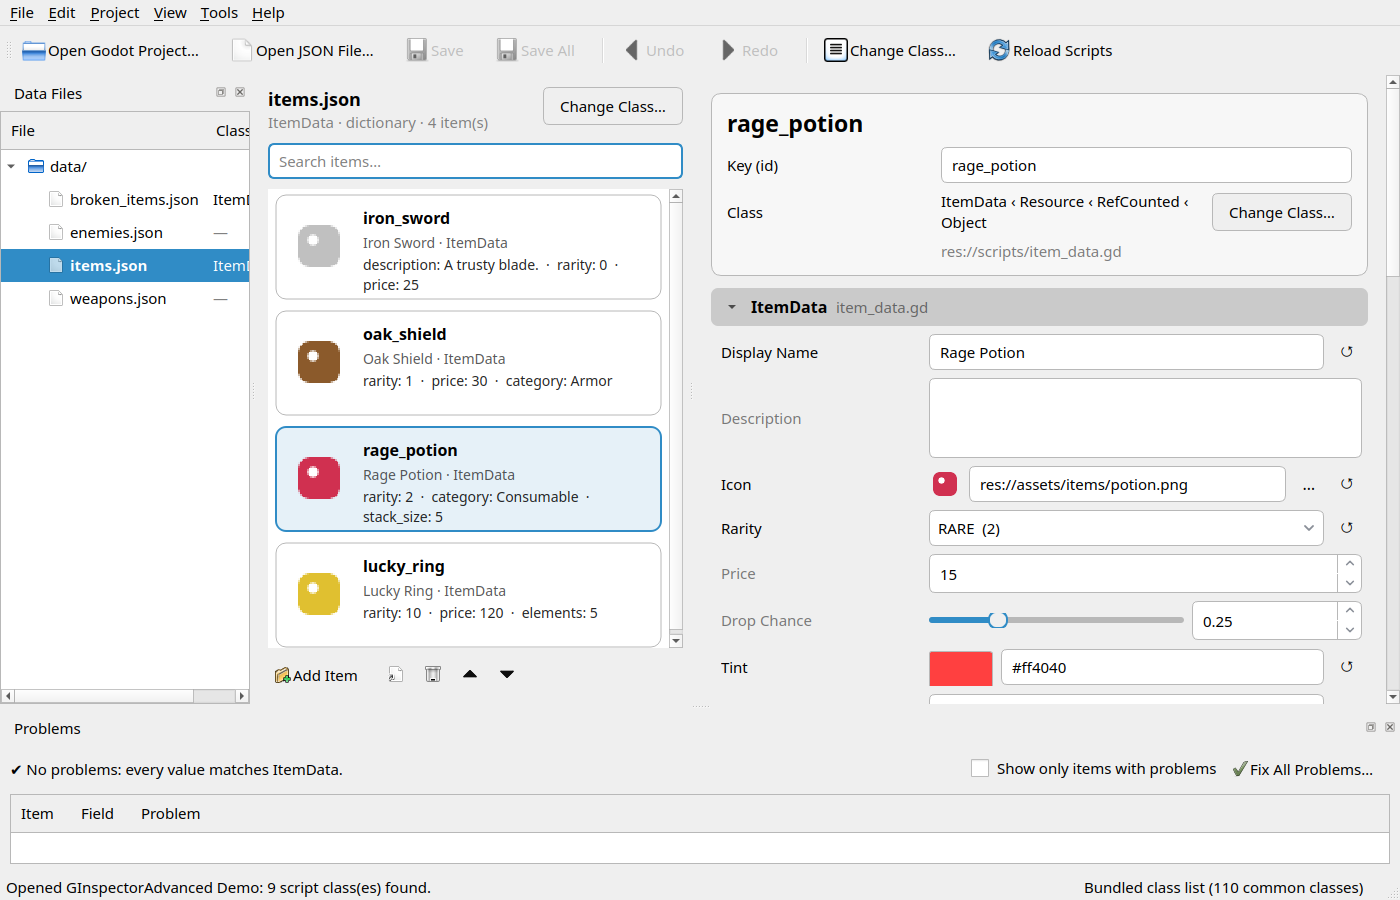 File Edit Project View Tools Help
Open Godot Project... Open JSON File... Save Save All Undo Redo Change Class... Reload Scripts
Data Files
File Class
data/
broken_items.json ItemD
enemies.json —
items.json ItemD
weapons.json —
items.json
ItemData · dictionary · 4 item(s)
Change Class...
Search items...
iron_sword
Iron Sword · ItemData
description: A trusty blade. · rarity: 0 ·
price: 25
oak_shield
Oak Shield · ItemData
rarity: 1 · price: 30 · category: Armor
rage_potion
Rage Potion · ItemData
rarity: 2 · category: Consumable ·
stack_size: 5
lucky_ring
Lucky Ring · ItemData
rarity: 10 · price: 120 · elements: 5
Add Item
rage_potion
Key (id) rage_potion
Class ItemData ‹ Resource ‹ RefCounted ‹
Object
Change Class...
res://scripts/item_data.gd
ItemData item_data.gd
Display Name Rage Potion
Description
Icon res://assets/items/potion.png ...
Rarity RARE (2)
Price 15
Drop Chance 0.25
Tint #ff4040
Problems
✔ No problems: every value matches ItemData.
Show only items with problems Fix All Problems...
Item Field Problem
Opened GInspectorAdvanced Demo: 9 script class(es) found.
Bundled class list (110 common classes)